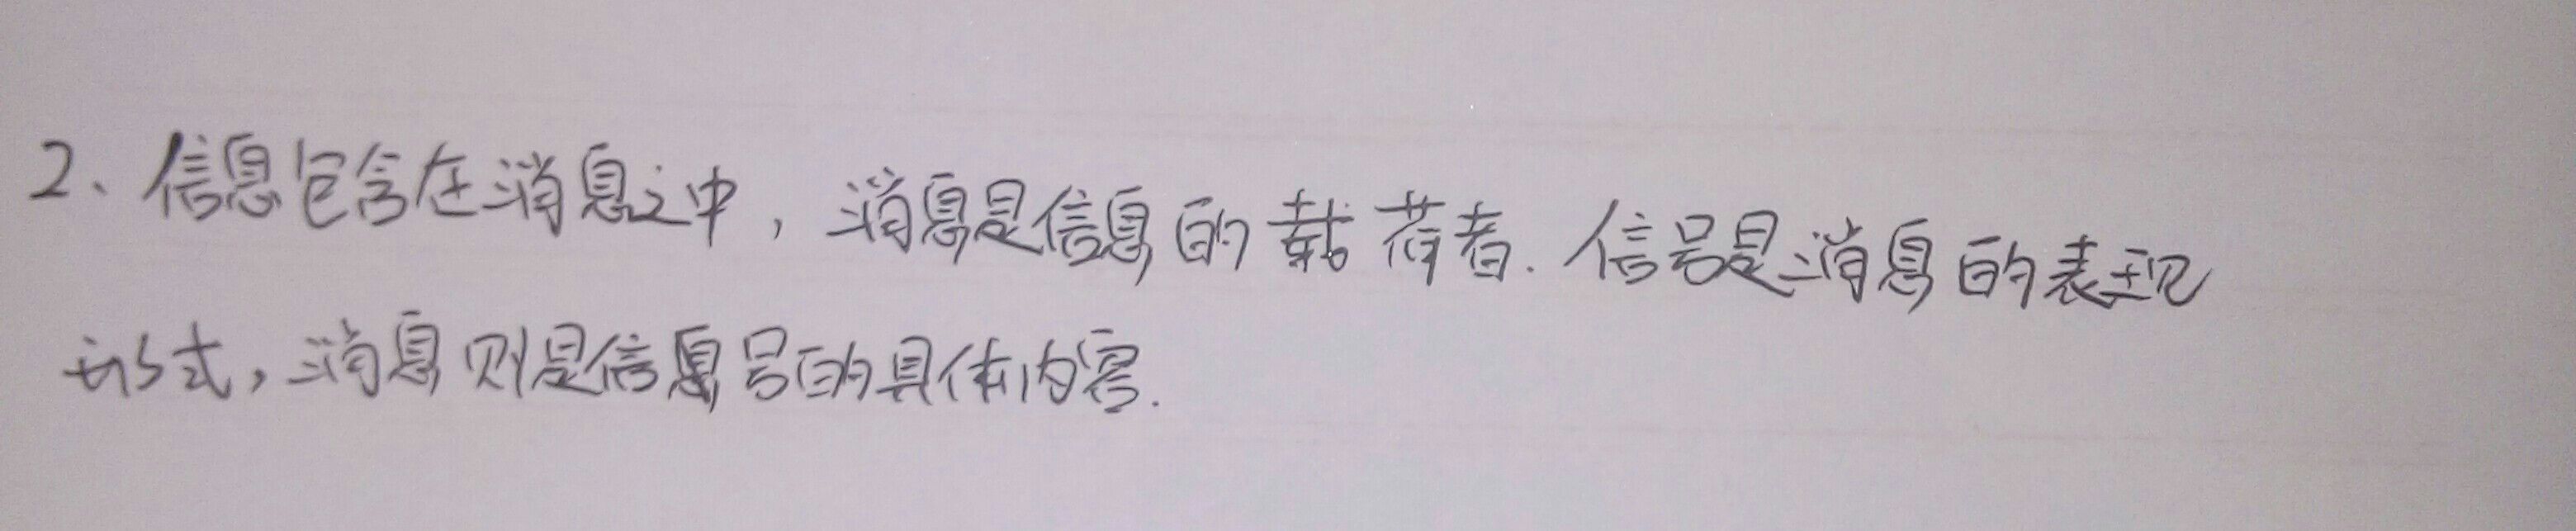 2、信息包含在消息之中，消息是信息的载荷者.信号是消息的表现
形式，消息则是信号的具体内容.